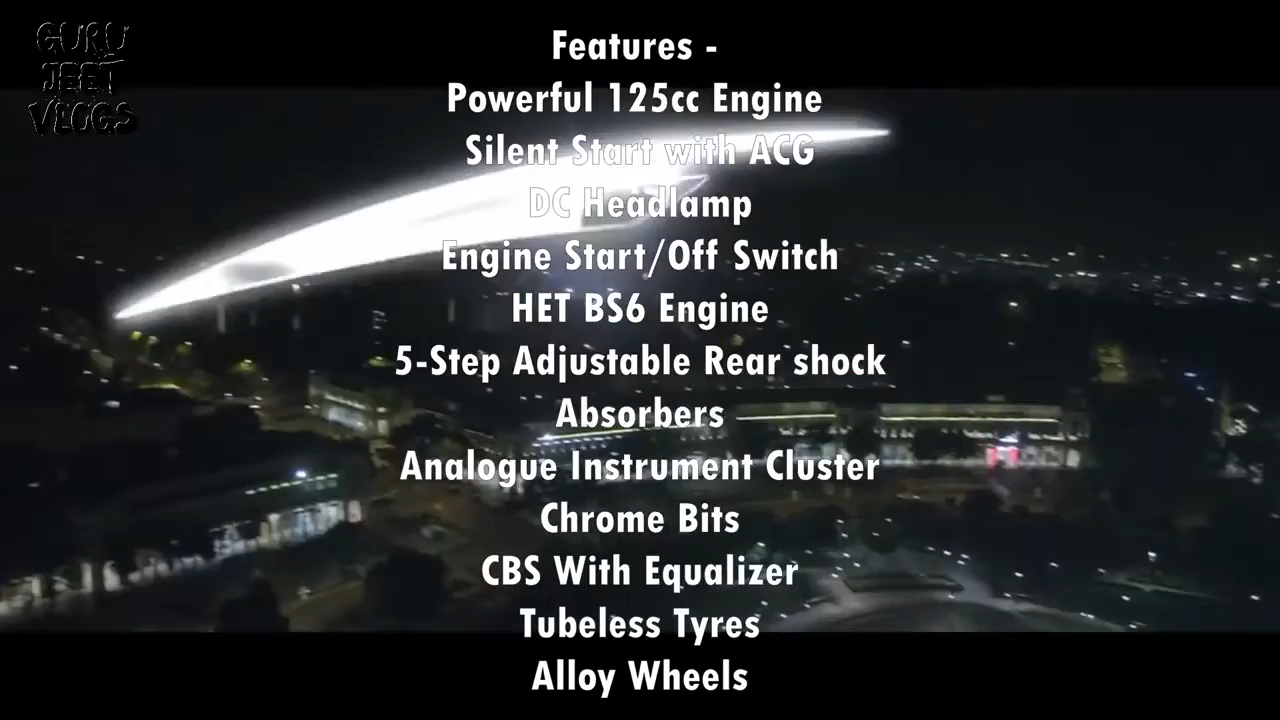 GURU
JEET
VLOGS
Features -
Powerful 125cc Engine
Silent Start with ACG
DC Headlamp
Engine Start/Off Switch
HET BS6 Engine
5-Step Adjustable Rear shock
Absorbers
Analogue Instrument Cluster
Chrome Bits
CBS With Equalizer
Tubeless Tyres
Alloy Wheels